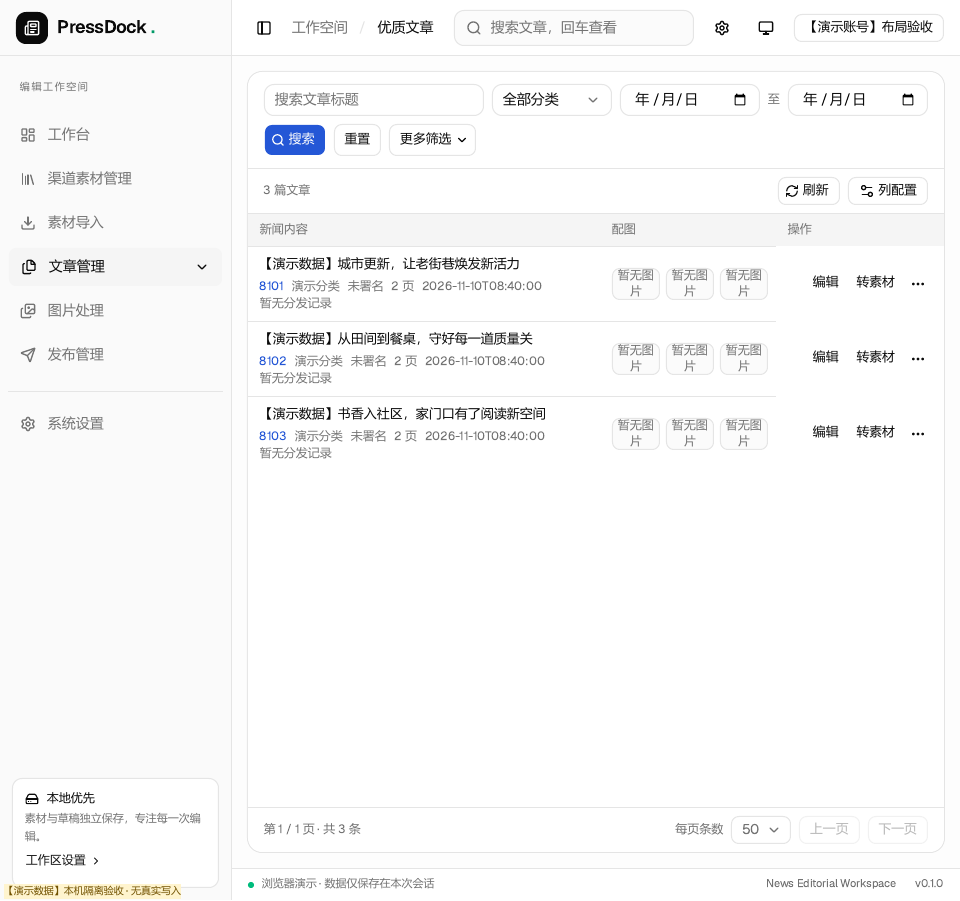 PressDock.
编辑工作空间
工作台
渠道素材管理
素材导入
文章管理
图片处理
发布管理
系统设置
本地优先
素材与草稿独立保存，专注每一次编
辑。
工作区设置
【演示数据】本机隔离验收 · 无真实写入
工作空间 / 优质文章
搜索文章，回车查看
【演示账号】布局验收
搜索文章标题
全部分类
年 / 月/ 日
至
年 / 月/ 日
搜索
重置
更多筛选
3 篇文章
刷新
列配置
新闻内容 配图 操作
【演示数据】城市更新，让老街巷焕发新活力
8101 演示分类 未署名 2 页 2026-11-10T08:40:00
暂无分发记录
暂无图
片
暂无图
片
暂无图
片
编辑 转素材
【演示数据】从田间到餐桌，守好每一道质量关
8102 演示分类 未署名 2 页 2026-11-10T08:40:00
暂无分发记录
暂无图
片
暂无图
片
暂无图
片
编辑 转素材
【演示数据】书香入社区，家门口有了阅读新空间
8103 演示分类 未署名 2 页 2026-11-10T08:40:00
暂无分发记录
暂无图
片
暂无图
片
暂无图
片
编辑 转素材
第 1 / 1 页 · 共 3 条
每页条数 50 上一页 下一页
浏览器演示 · 数据仅保存在本次会话
News Editorial Workspace v0.1.0